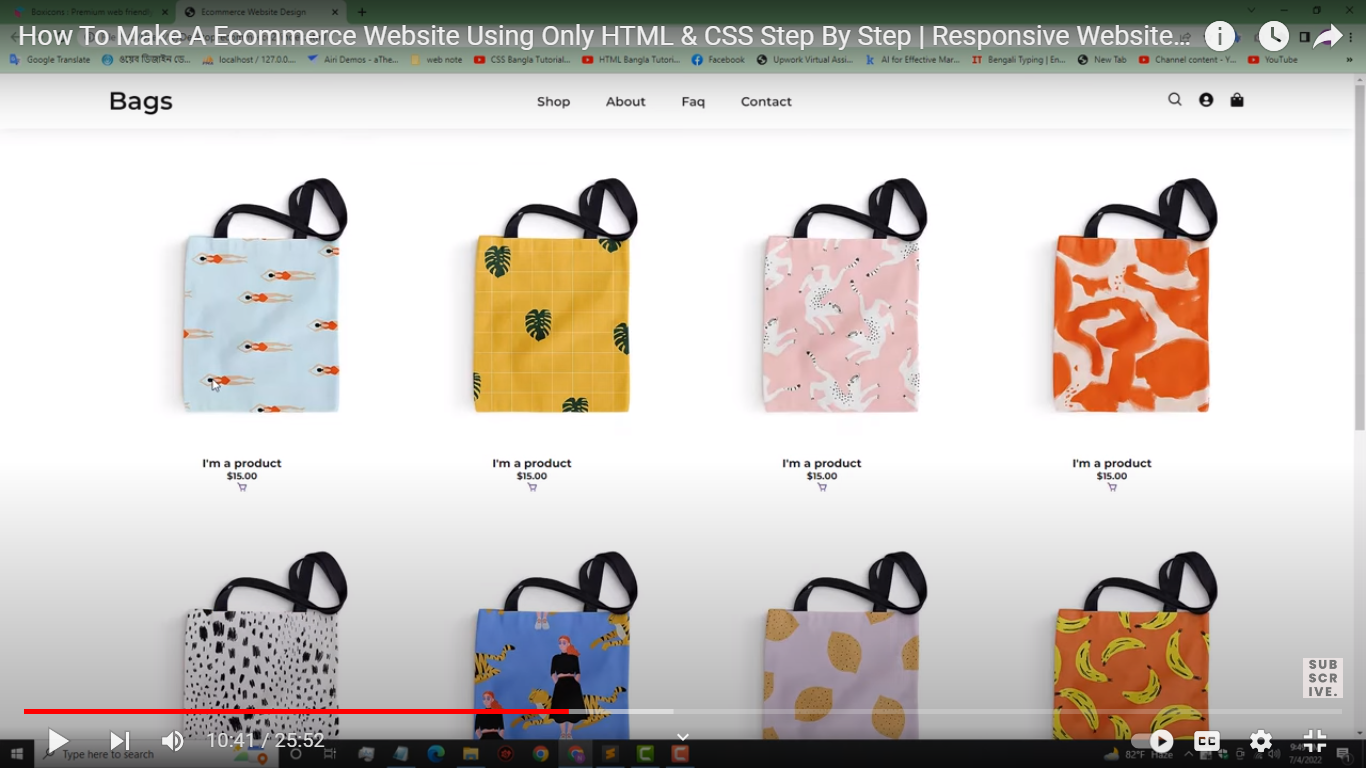 Boxicons : Premium web friendly
Ecommerce Website Design
How To Make A Ecommerce Website Using Only HTML & CSS Step By Step | Responsive Website...
Google Translate
ওয়েব ডিজাইন ডে...
localhost / 127.0.0....
Airi Demos - aThe...
web note
CSS Bangla Tutorial...
HTML Bangla Tutori...
Facebook
Upwork Virtual Assi...
AI for Effective Mar...
Bengali Typing | En...
New Tab
Channel content - Y...
YouTube
Bags
Shop
About
Faq
Contact
I'm a product
$15.00
I'm a product
$15.00
I'm a product
$15.00
I'm a product
$15.00
SUB
SCR
IVE.
10:41 / 25:52
CC
Type here to search
82°F Haze
7/4/2022